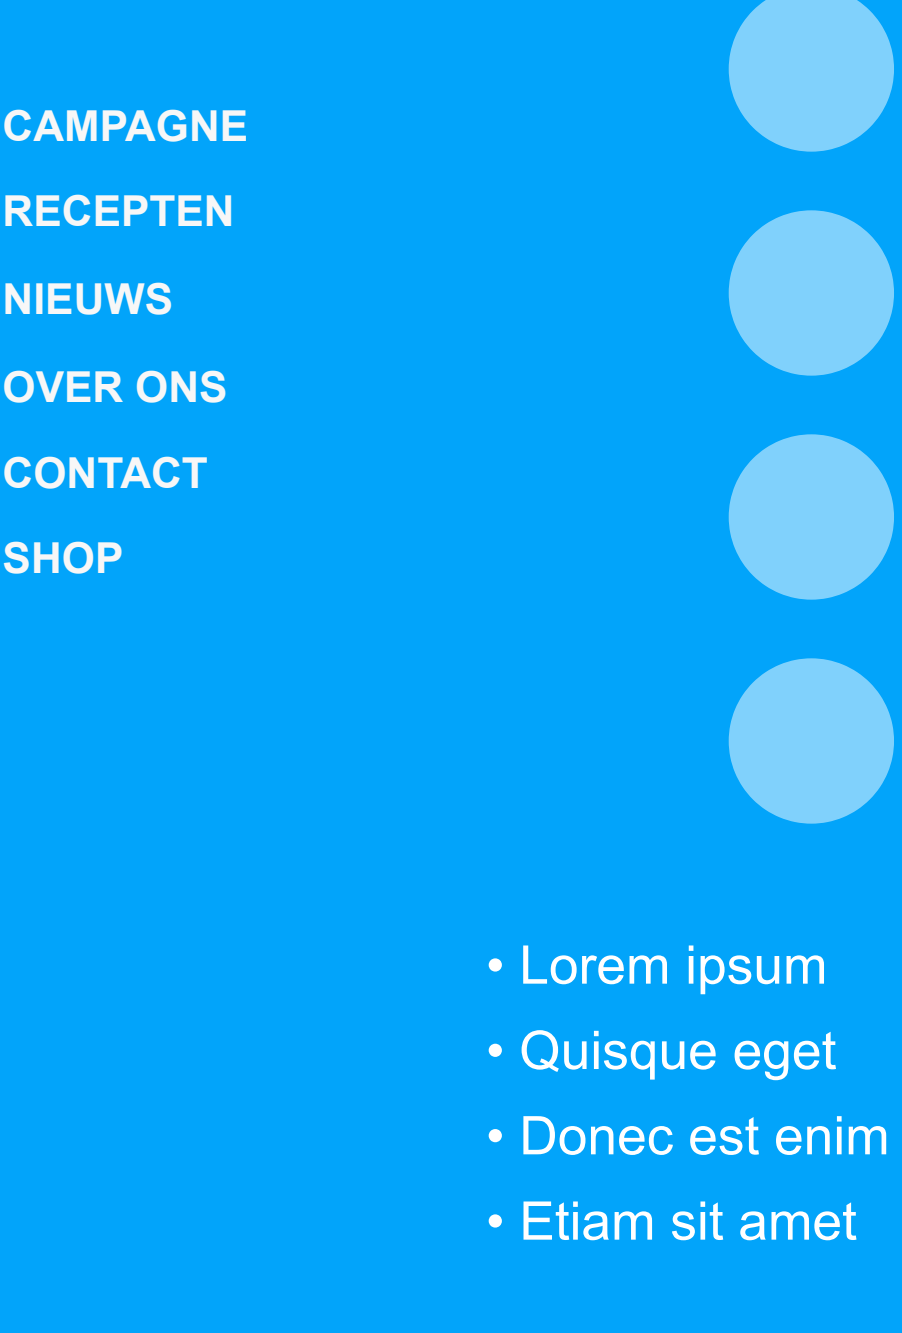 CAMPAGNE
RECEPTEN
NIEUWS
OVER ONS
CONTACT
SHOP
• Lorem ipsum
• Quisque eget
• Donec est enim
• Etiam sit amet